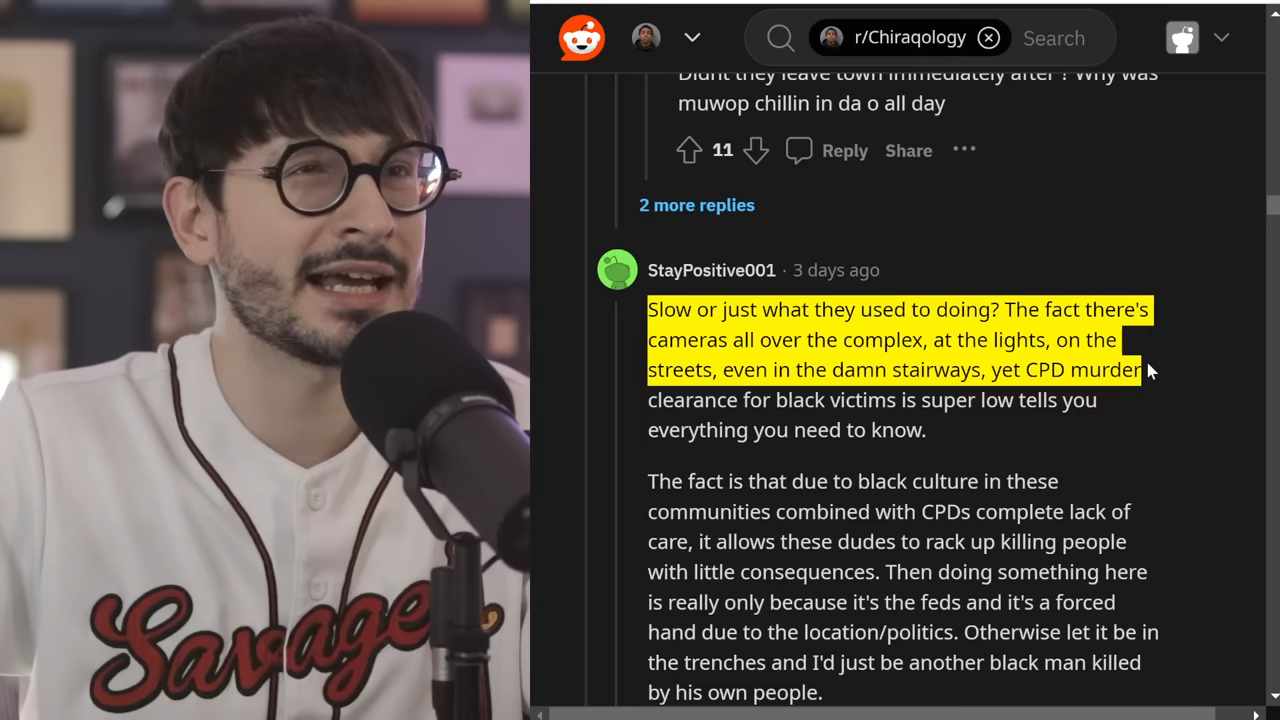 Savage
r/Chiraqology
Search
Didnt they leave town immediately after ? Why was
muwop chillin in da o all day
11
Reply
Share
2 more replies
StayPositive001 · 3 days ago
Slow or just what they used to doing? The fact there's
cameras all over the complex, at the lights, on the
streets, even in the damn stairways, yet CPD murder
clearance for black victims is super low tells you
everything you need to know.
The fact is that due to black culture in these
communities combined with CPDs complete lack of
care, it allows these dudes to rack up killing people
with little consequences. Then doing something here
is really only because it's the feds and it's a forced
hand due to the location/politics. Otherwise let it be in
the trenches and I'd just be another black man killed
by his own people.